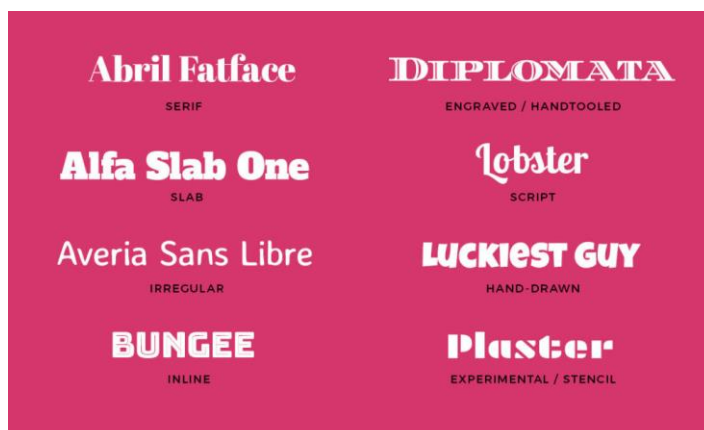 Abril Fatface
SERIF
DIPLOMATA
ENGRAVED / HANDTOOLED
Alfa Slab One
SLAB
Lobster
SCRIPT
Averia Sans Libre
IRREGULAR
LUCKIEST GUY
HAND-DRAWN
BUNGEE
INLINE
Plaster
EXPERIMENTAL / STENCIL